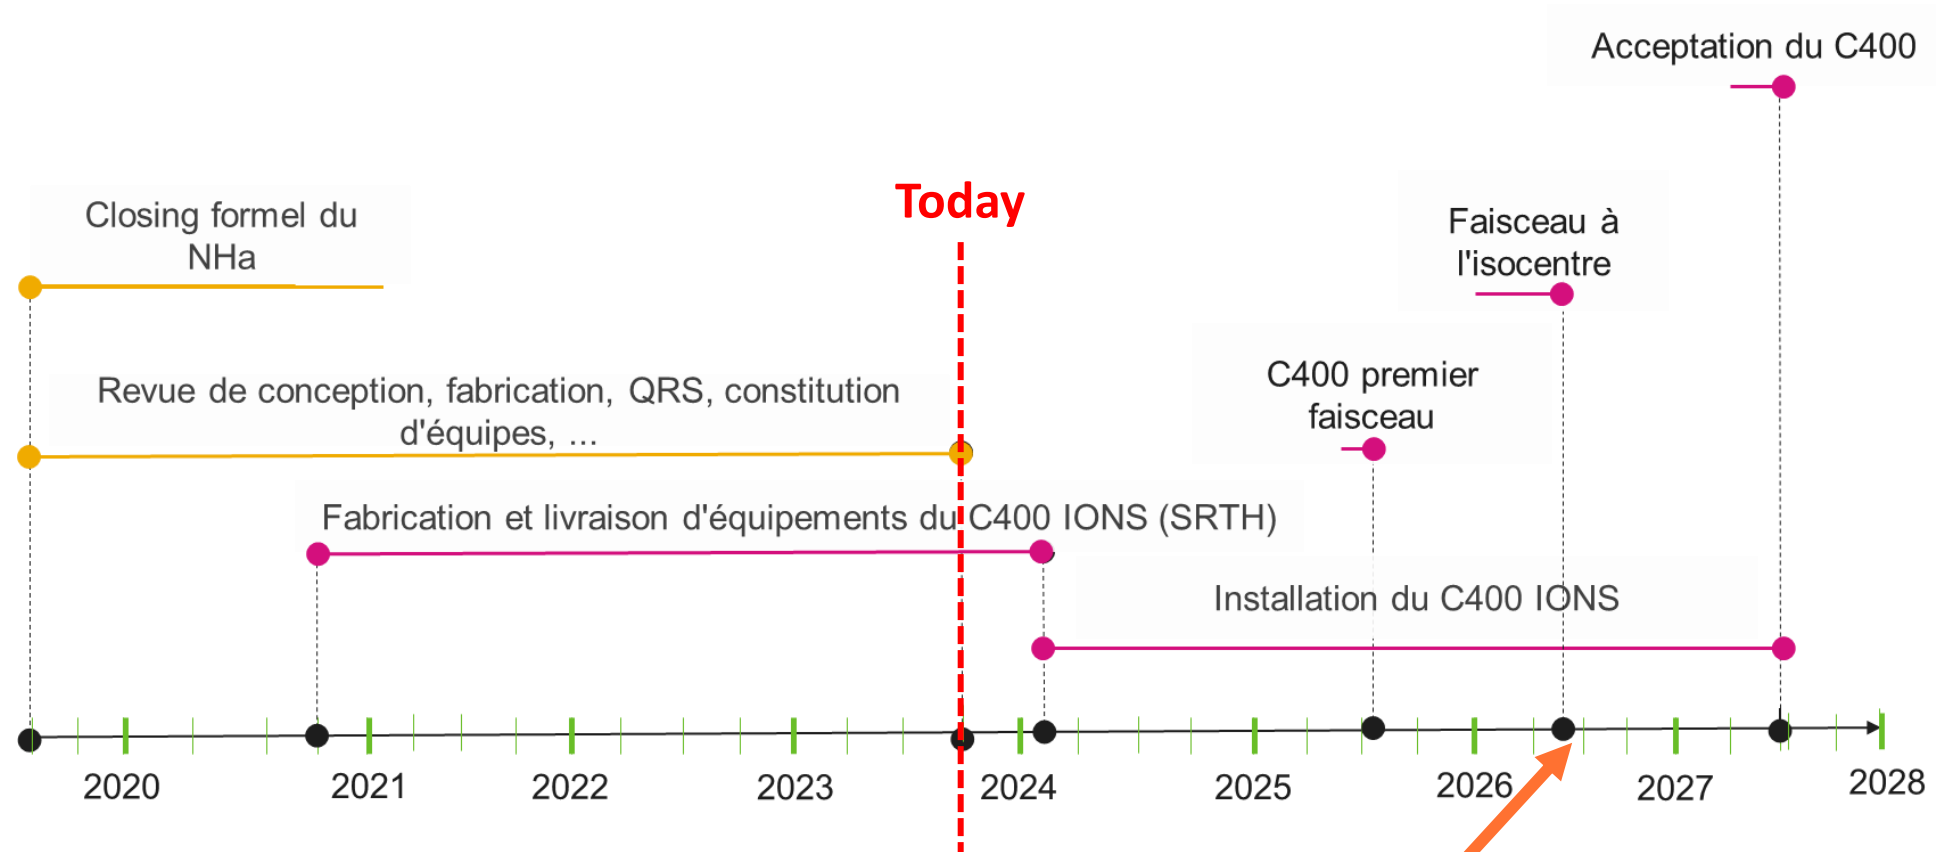 Acceptation du C400
Today
Closing formel du
NHa
Faisceau à
l'isocentre
C400 premier
faisceau
Revue de conception, fabrication, QRS, constitution
d'équipes, ...
Fabrication et livraison d'équipements du C400 IONS (SRTH)
Installation du C400 IONS
2020 2021 2022 2023 2024 2025 2026 2027 2028